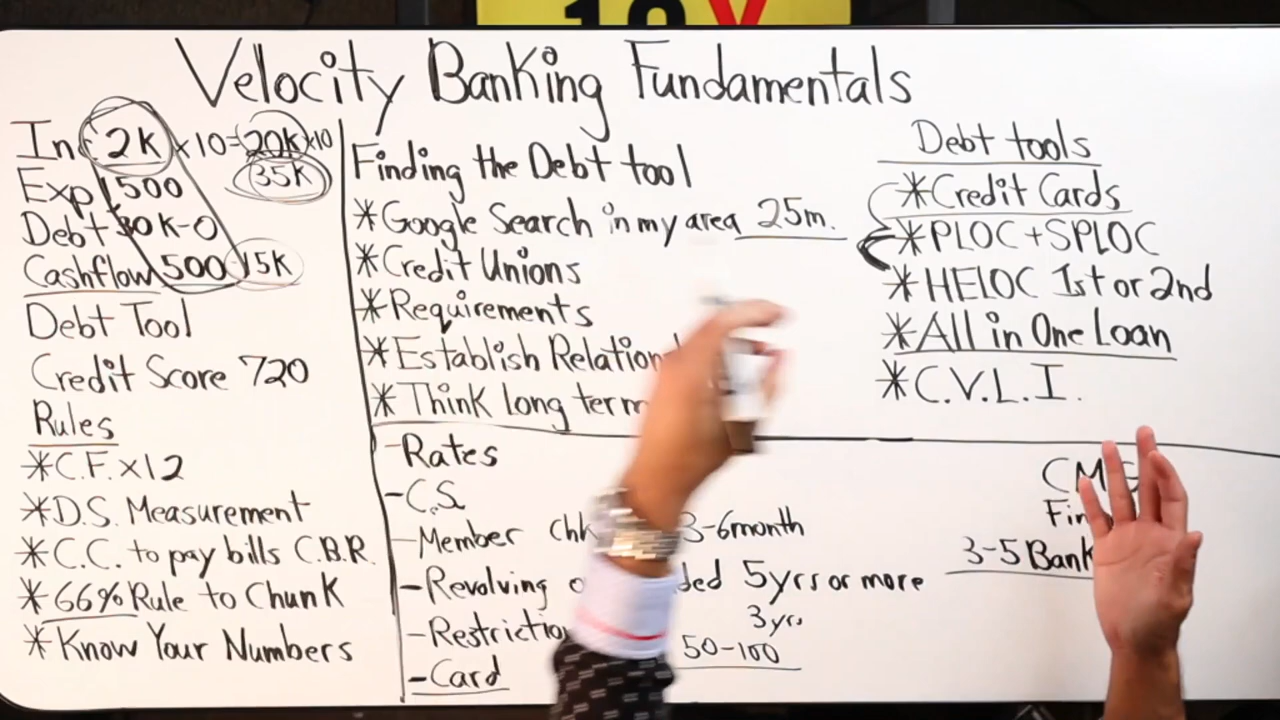 Velocity Banking Fundamentals
Inc 2K x10=20K x10
35K
Exp 1500
Debt 30K-0
Cashflow 500 15K
Debt Tool
Credit Score 720
Rules
*C.F.x12
*D.S. Measurement
*C.C. to pay bills C.B.R.
*66% Rule to Chunk
*Know Your Numbers
Finding the Debt tool
*Google Search in my area 25m.
*Credit Unions
*Requirements
*Establish Relation
*Think long term
-Rates
-C.S.
-Member Chk 3-6month
-Revolving 5yrs or more
3yrs
-Restriction 50-100
-Card
Debt tools
*Credit Cards
*PLOC+SPLOC
*HELOC 1st or 2nd
*All in One Loan
*C.V.L.I.
CMG
Fin
3-5 Bank